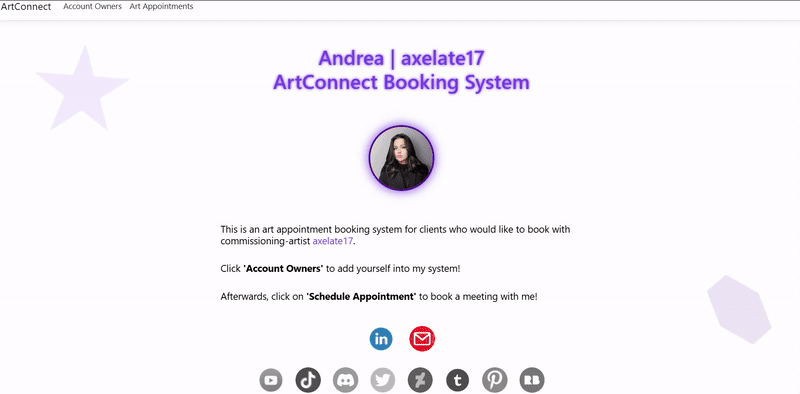 ArtConnect Account Owners Art Appointments
Andrea | axelate17
ArtConnect Booking System
This is an art appointment booking system for clients who would like to book with
commissioning-artist axelate17.
Click 'Account Owners' to add yourself into my system!
Afterwards, click on 'Schedule Appointment' to book a meeting with me!
in
t
RB